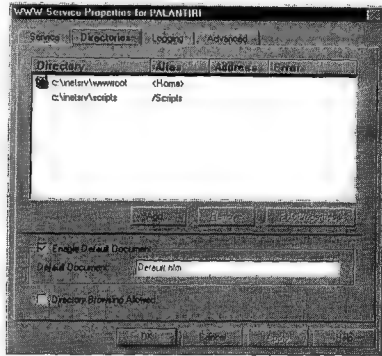 WWW Service Properties for PALANTIRI
Service Directories Logging Advanced
Directory Alias Address Error
c:\inetsrv\wwwroot <Home>
c:\inetsrv\scripts /Scripts
Add
Enable Default Document
Default Document: Default.htm
Directory Browsing Allowed
OK Cancel Apply Help